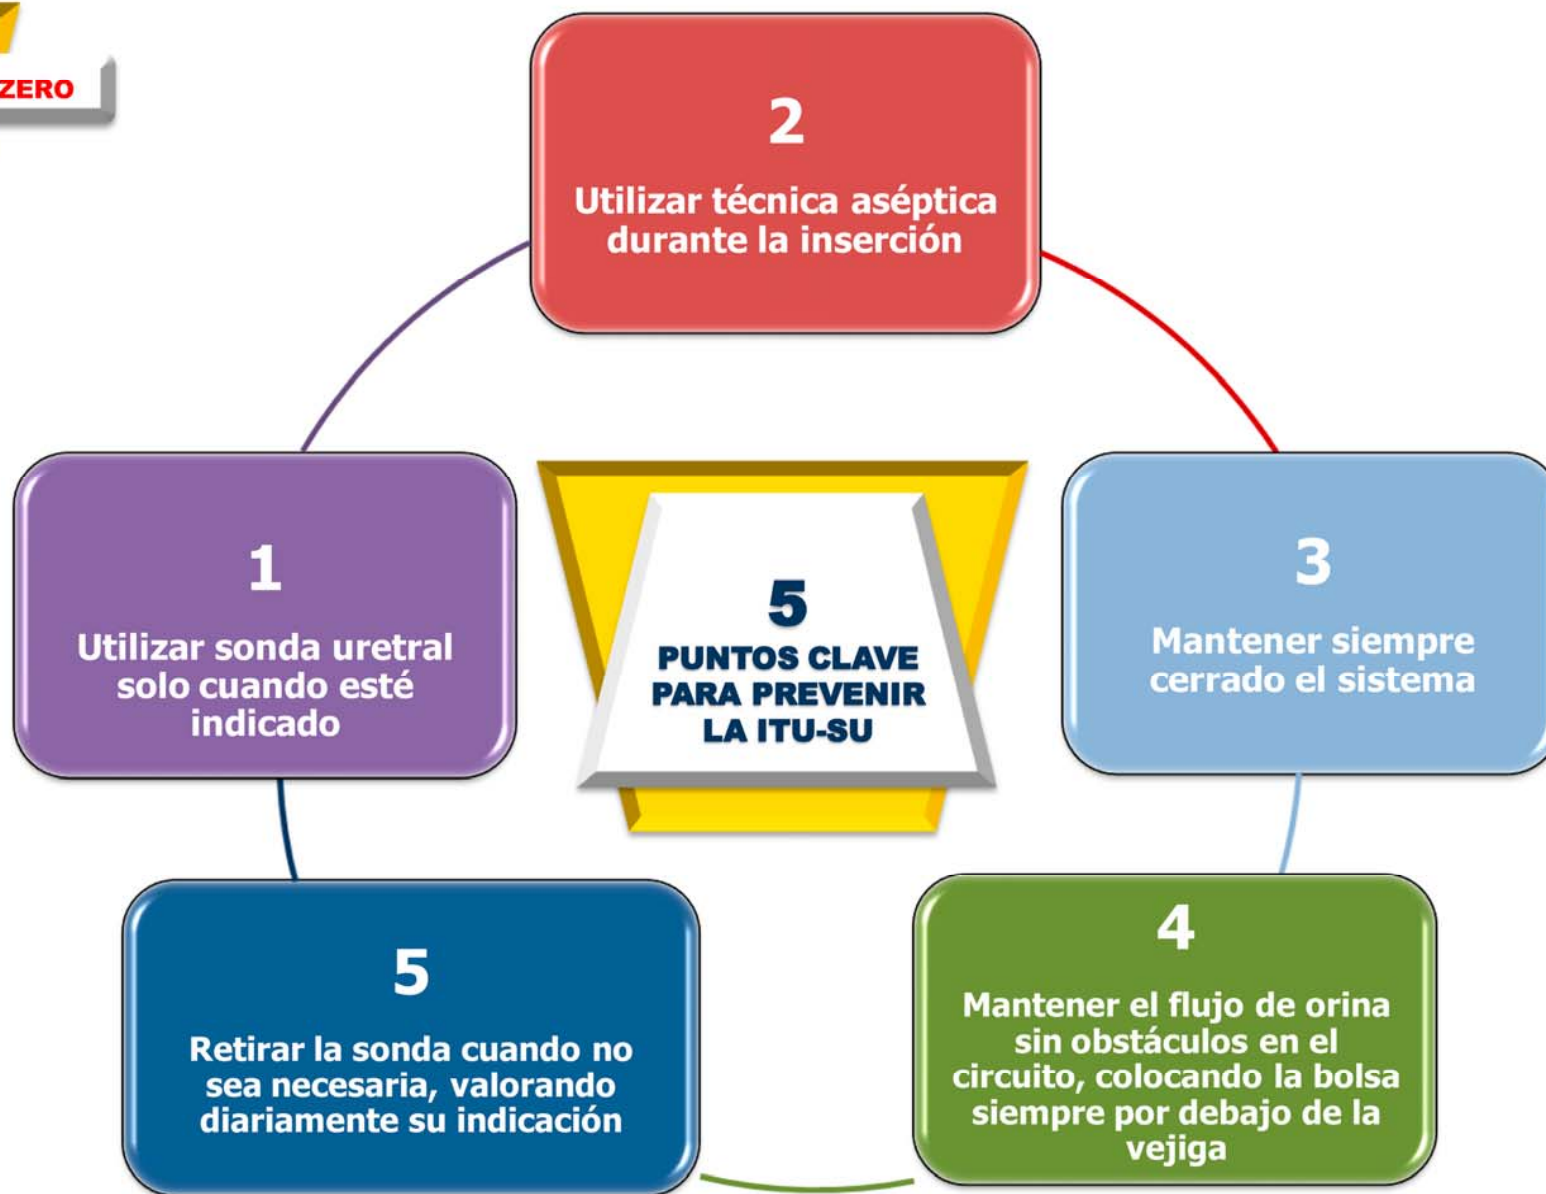 ZERO
2
Utilizar técnica aséptica
durante la inserción
1
Utilizar sonda uretral
solo cuando esté
indicado
5
PUNTOS CLAVE
PARA PREVENIR
LA ITU-SU
3
Mantener siempre
cerrado el sistema
5
Retirar la sonda cuando no
sea necesaria, valorando
diariamente su indicación
4
Mantener el flujo de orina
sin obstáculos en el
circuito, colocando la bolsa
siempre por debajo de la
vejiga